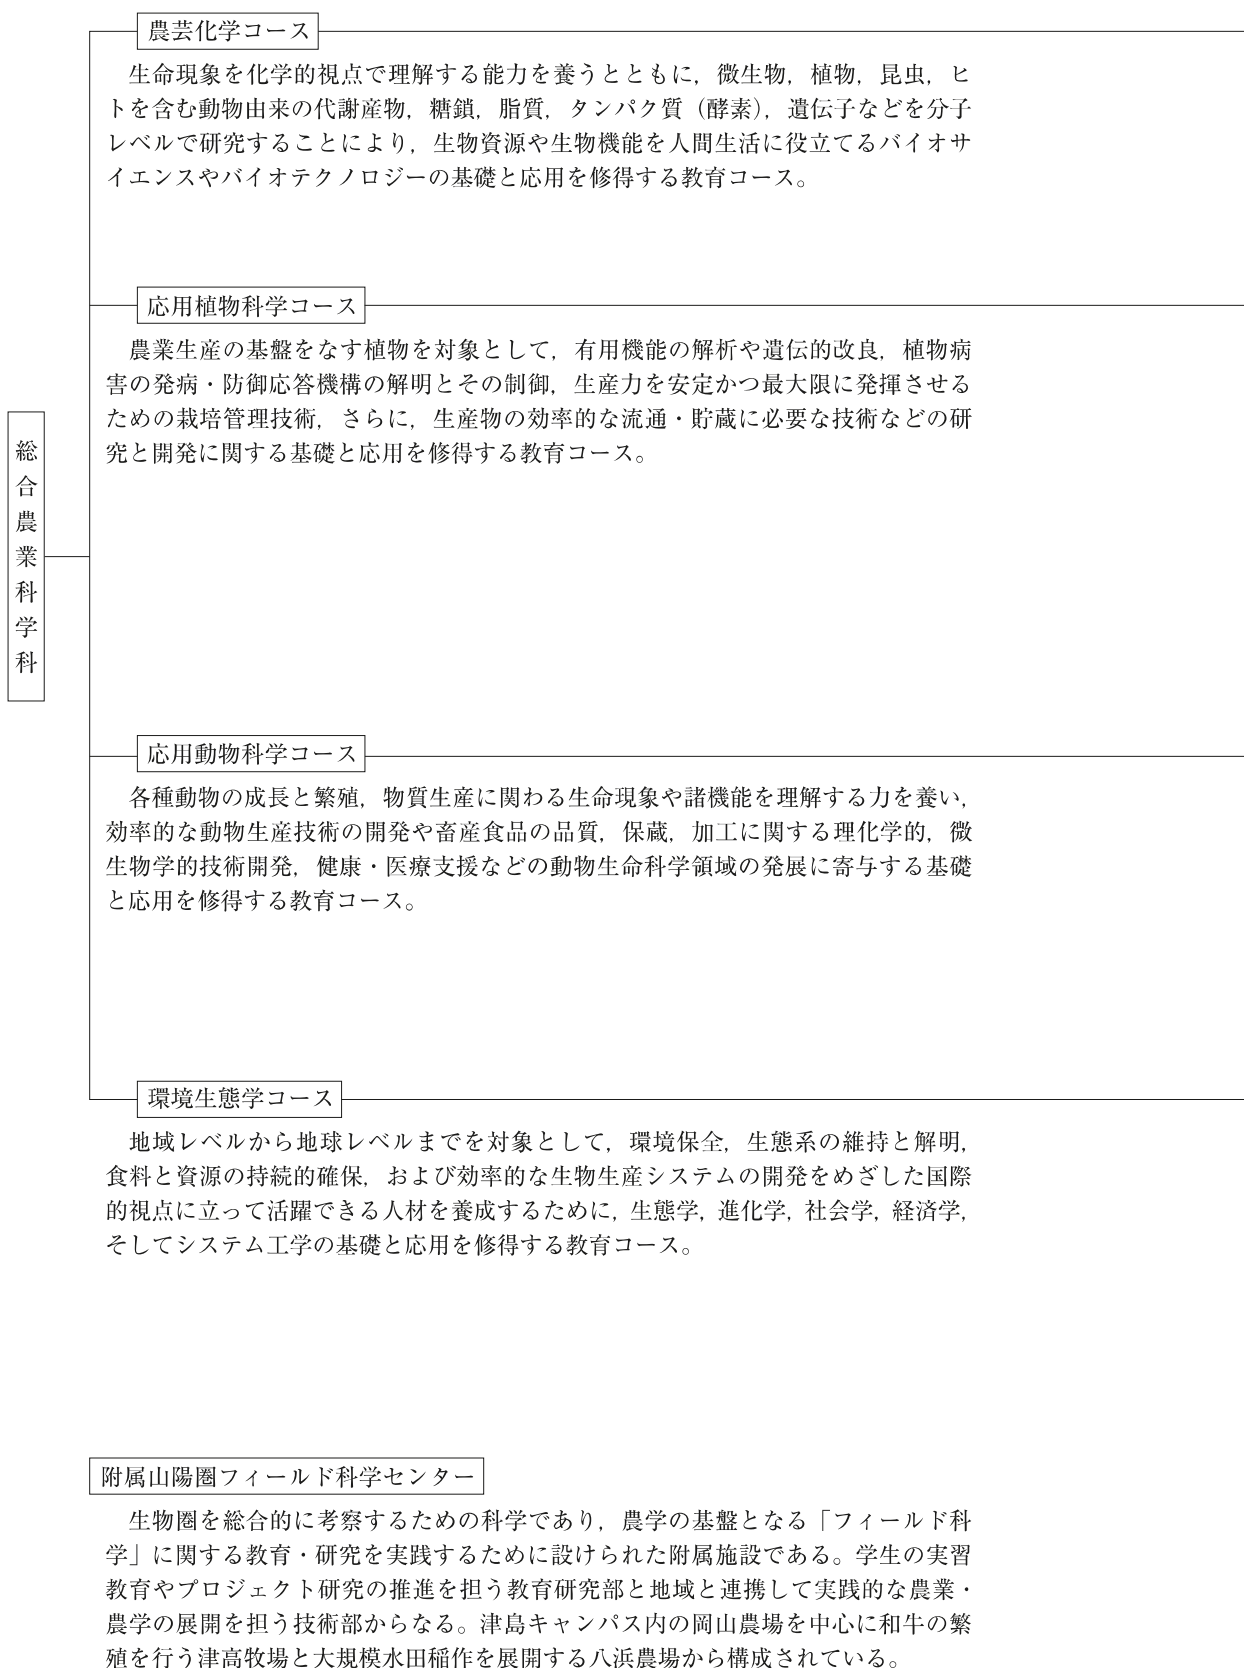 総合農業科学科
農芸化学コース
生命現象を化学的視点で理解する能力を養うとともに，微生物，植物，昆虫，ヒ
トを含む動物由来の代謝産物，糖鎖，脂質，タンパク質（酵素），遺伝子などを分子
レベルで研究することにより，生物資源や生物機能を人間生活に役立てるバイオサ
イエンスやバイオテクノロジーの基礎と応用を修得する教育コース。
応用植物科学コース
農業生産の基盤をなす植物を対象として，有用機能の解析や遺伝的改良，植物病
害の発病・防御応答機構の解明とその制御，生産力を安定かつ最大限に発揮させる
ための栽培管理技術，さらに，生産物の効率的な流通・貯蔵に必要な技術などの研
究と開発に関する基礎と応用を修得する教育コース。
応用動物科学コース
各種動物の成長と繁殖，物質生産に関わる生命現象や諸機能を理解する力を養い，
効率的な動物生産技術の開発や畜産食品の品質，保蔵，加工に関する理化学的，微
生物学的技術開発，健康・医療支援などの動物生命科学領域の発展に寄与する基礎
と応用を修得する教育コース。
環境生態学コース
地域レベルから地球レベルまでを対象として，環境保全，生態系の維持と解明，
食料と資源の持続的確保，および効率的な生物生産システムの開発をめざした国際
的視点に立って活躍できる人材を養成するために，生態学，進化学，社会学，経済学，
そしてシステム工学の基礎と応用を修得する教育コース。
附属山陽圏フィールド科学センター
生物圏を総合的に考察するための科学であり，農学の基盤となる「フィールド科
学」に関する教育・研究を実践するために設けられた附属施設である。学生の実習
教育やプロジェクト研究の推進を担う教育研究部と地域と連携して実践的な農業・
農学の展開を担う技術部からなる。津島キャンパス内の岡山農場を中心に和牛の繁
殖を行う津高牧場と大規模水田稲作を展開する八浜農場から構成されている。